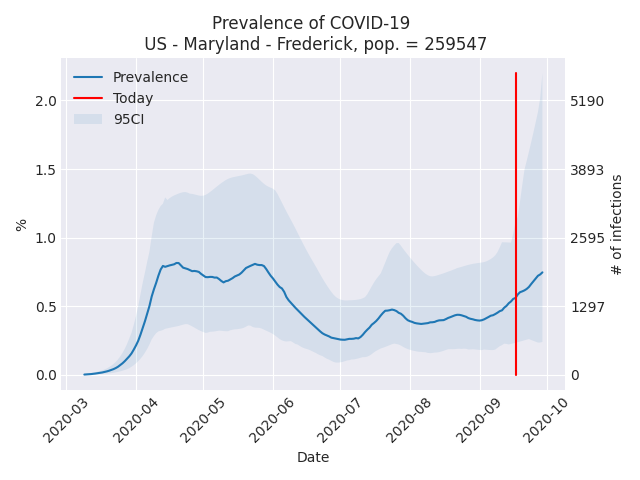 Prevalence of COVID-19
US - Maryland - Frederick, pop. = 259547
Prevalence
Today
95CI
2.0
1.5
1.0
0.5
0.0
%
5190
3893
2595
1297
0
# of infections
2020-03
2020-04
2020-05
2020-06
2020-07
2020-08
2020-09
2020-10
Date